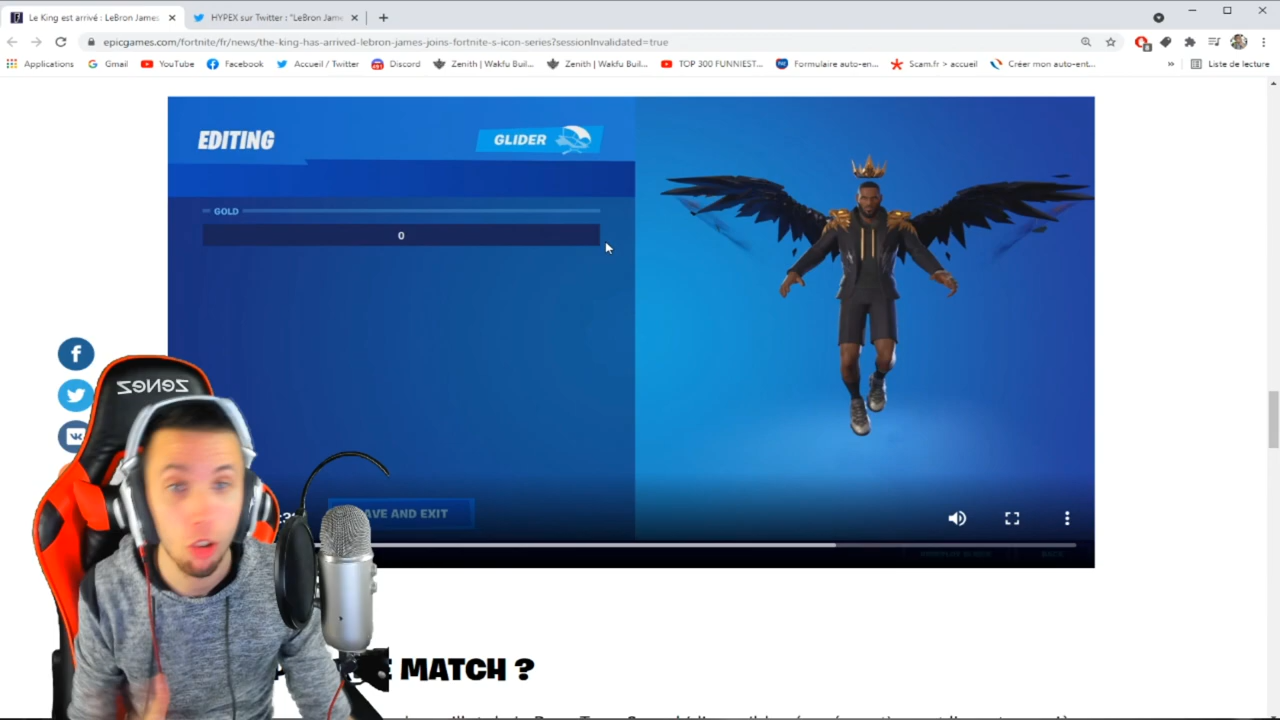 Le King est arrivé : LeBron James
HYPEX sur Twitter : "LeBron Jame
epicgames.com/fortnite/fr/news/the-king-has-arrived-lebron-james-joins-fortnite-s-icon-series?sessionInvalidated=true
Applications
Gmail
YouTube
Facebook
Accueil / Twitter
Discord
Zenith | Wakfu Buil...
Zenith | Wakfu Buil...
TOP 300 FUNNIEST...
Formulaire auto-en...
Scam.fr > accueil
Créer mon auto-ent...
»
Liste de lecture
EDITING
GLIDER
GOLD
0
AVE AND EXIT
BACK
ZENEZ
MATCH ?